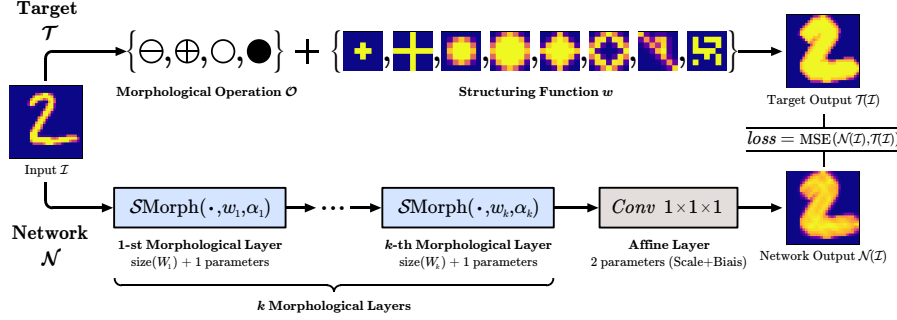 Target
𝒯
{⊖,⊕,○,●} + { , , , , , , , }
Morphological Operation 𝒪
Structuring Function w
Target Output 𝒯(ℐ)
Input ℐ
loss = MSE(𝒩(ℐ),𝒯(ℐ))
𝒮Morph(·,w₁,α₁)
···
𝒮Morph(·,wₖ,αₖ)
Conv 1×1×1
Network
𝒩
1-st Morphological Layer
size(W₁) + 1 parameters
k-th Morphological Layer
size(Wₖ) + 1 parameters
Affine Layer
2 parameters (Scale+Biais)
Network Output 𝒩(ℐ)
k Morphological Layers